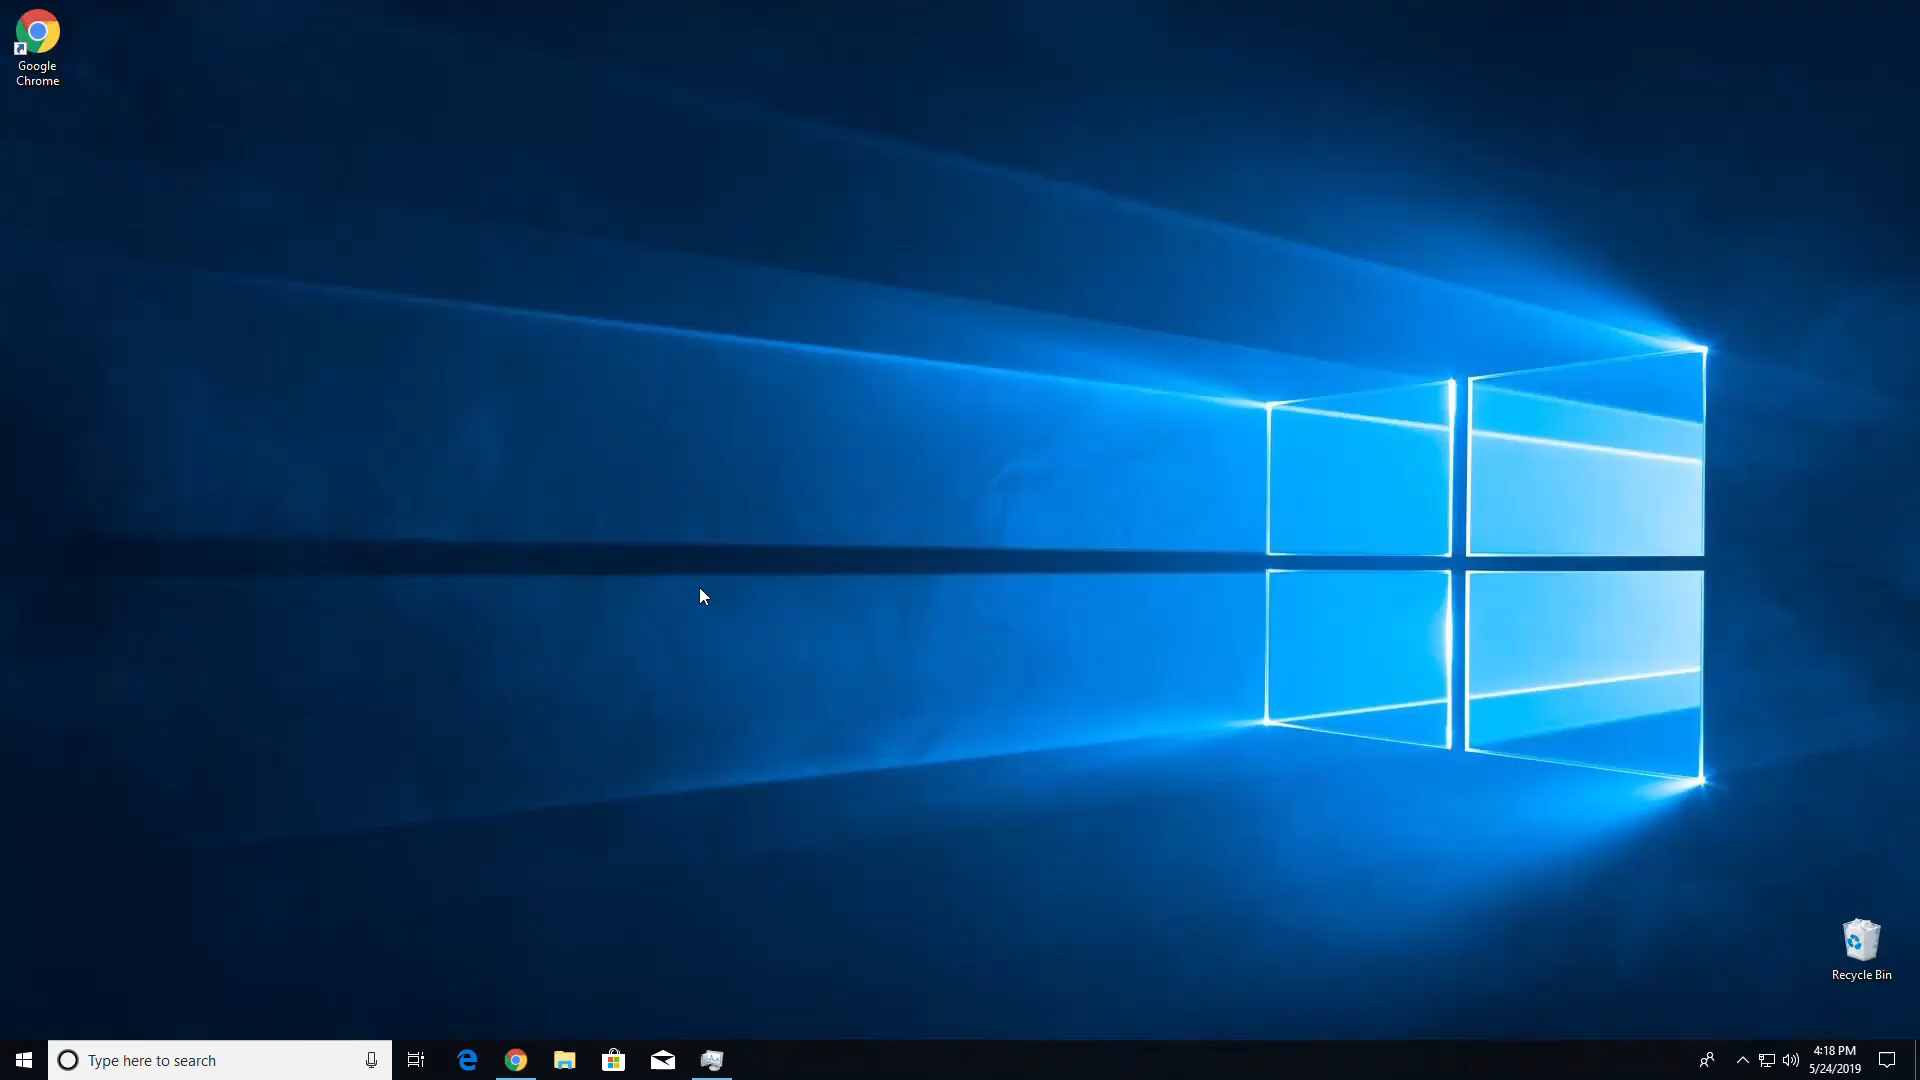 Google
Chrome
Recycle Bin
Type here to search
4:18 PM
5/24/2019